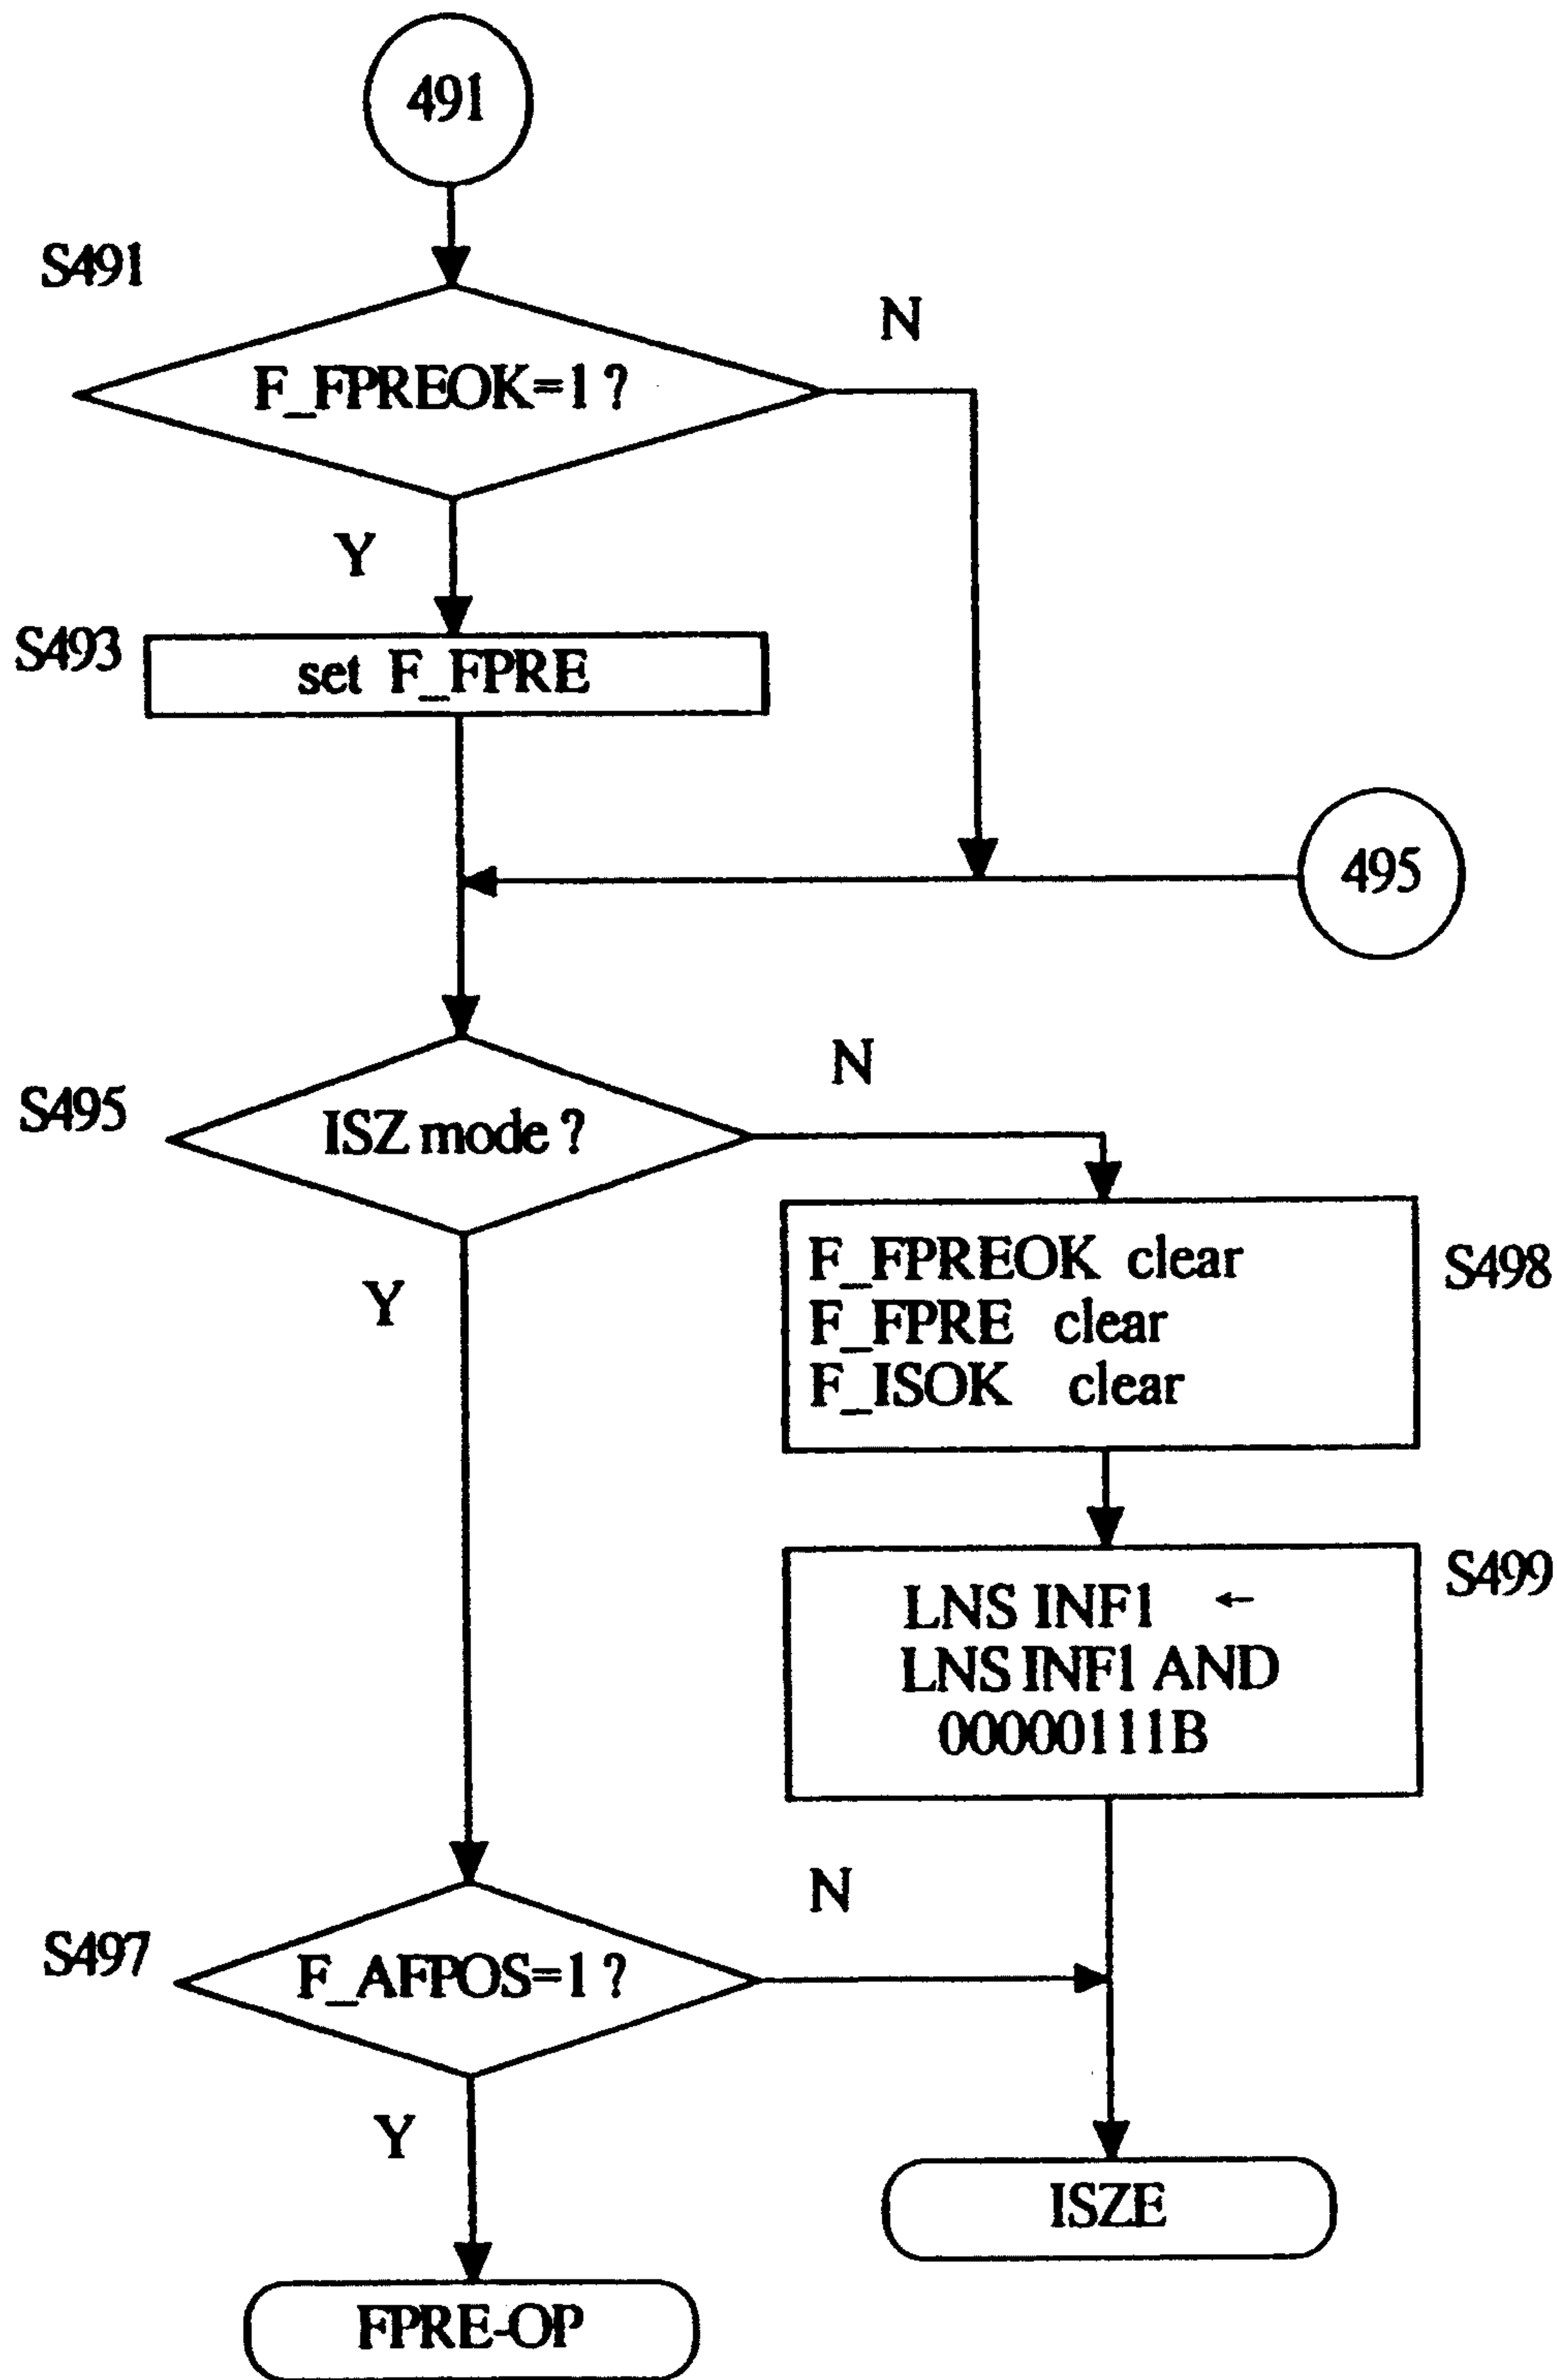 491
S491
N
F_FPREOK=1 ?
Y
S493
set F_FPRE
495
N
S495
ISZ mode ?
Y
F_FPREOK clear
F_FPRE clear
F_ISOK clear
S498
S499
LNS INF1 ←
LNS INF1 AND
00000111B
N
S497
F_AFPOS=1 ?
Y
ISZE
FPRE-OP